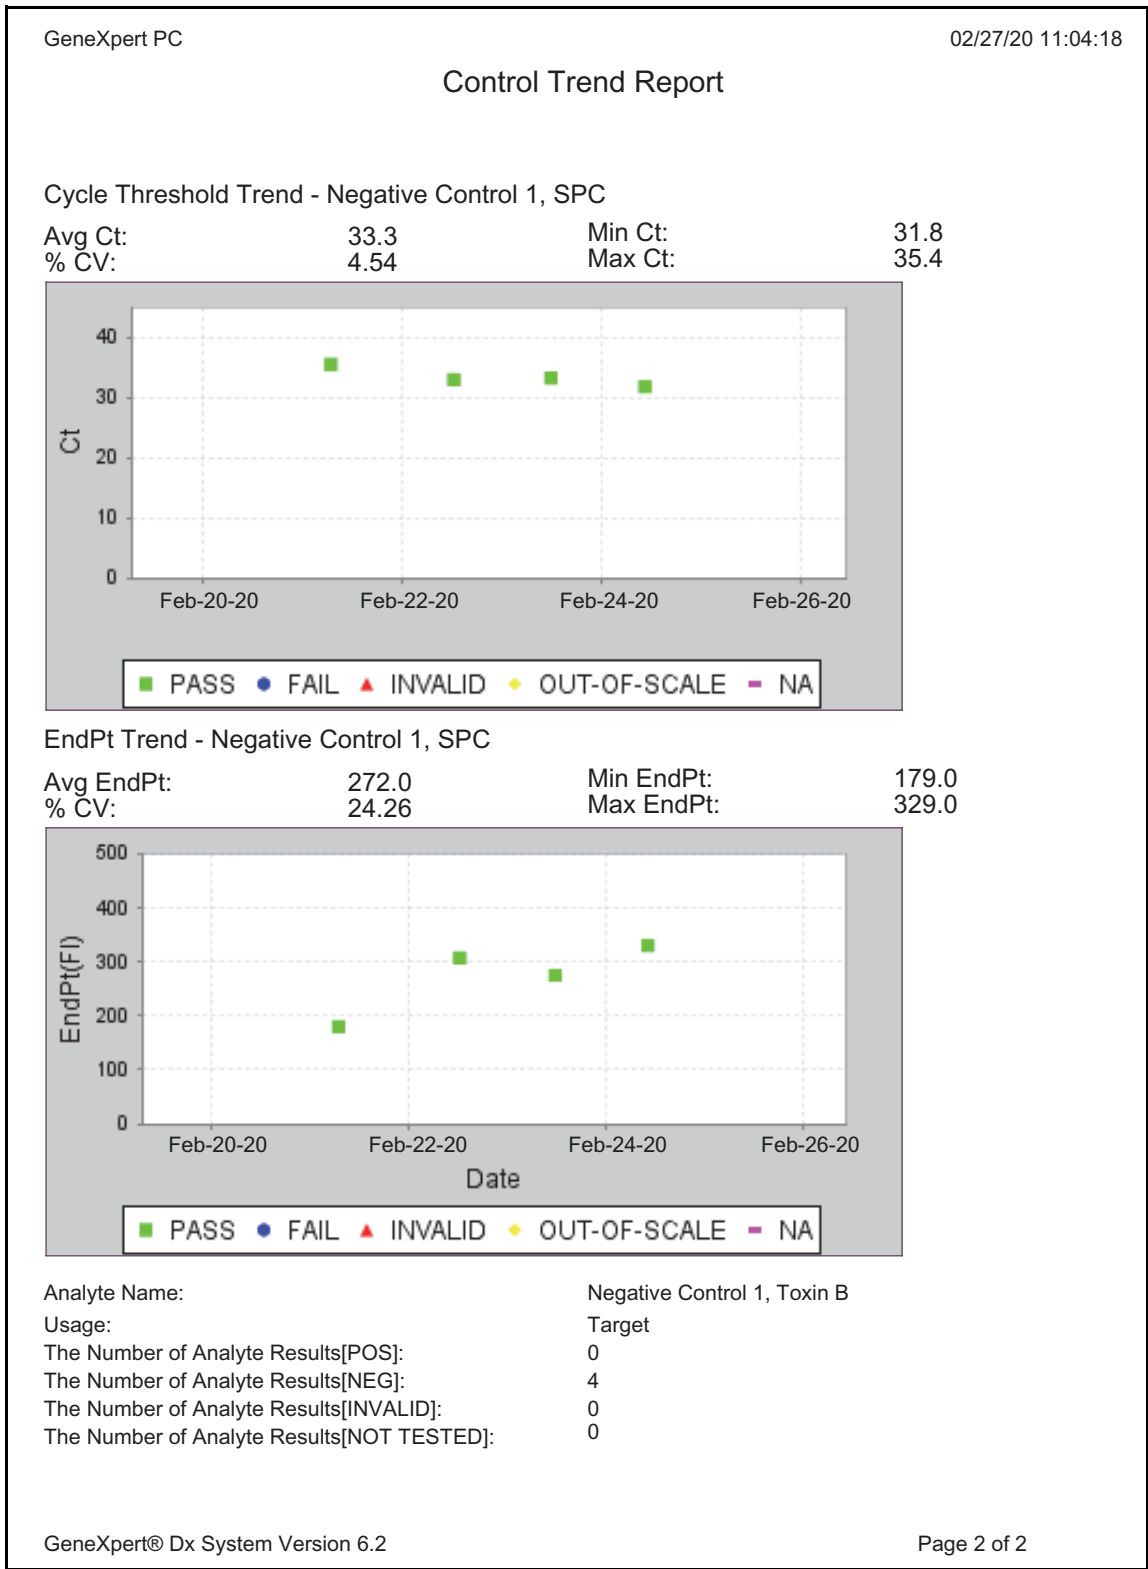 GeneXpert PC 02/27/20 11:04:18
Control Trend Report
Cycle Threshold Trend - Negative Control 1, SPC
Avg Ct: 33.3 Min Ct: 31.8
% CV: 4.54 Max Ct: 35.4
40
30
20
10
0
Ct
Feb-20-20 Feb-22-20 Feb-24-20 Feb-26-20
PASS FAIL INVALID OUT-OF-SCALE NA
EndPt Trend - Negative Control 1, SPC
Avg EndPt: 272.0 Min EndPt: 179.0
% CV: 24.26 Max EndPt: 329.0
500
400
300
200
100
0
EndPt(FI)
Feb-20-20 Feb-22-20 Feb-24-20 Feb-26-20
Date
PASS FAIL INVALID OUT-OF-SCALE NA
Analyte Name: Negative Control 1, Toxin B
Usage: Target
The Number of Analyte Results[POS]: 0
The Number of Analyte Results[NEG]: 4
The Number of Analyte Results[INVALID]: 0
The Number of Analyte Results[NOT TESTED]: 0
GeneXpert® Dx System Version 6.2 Page 2 of 2